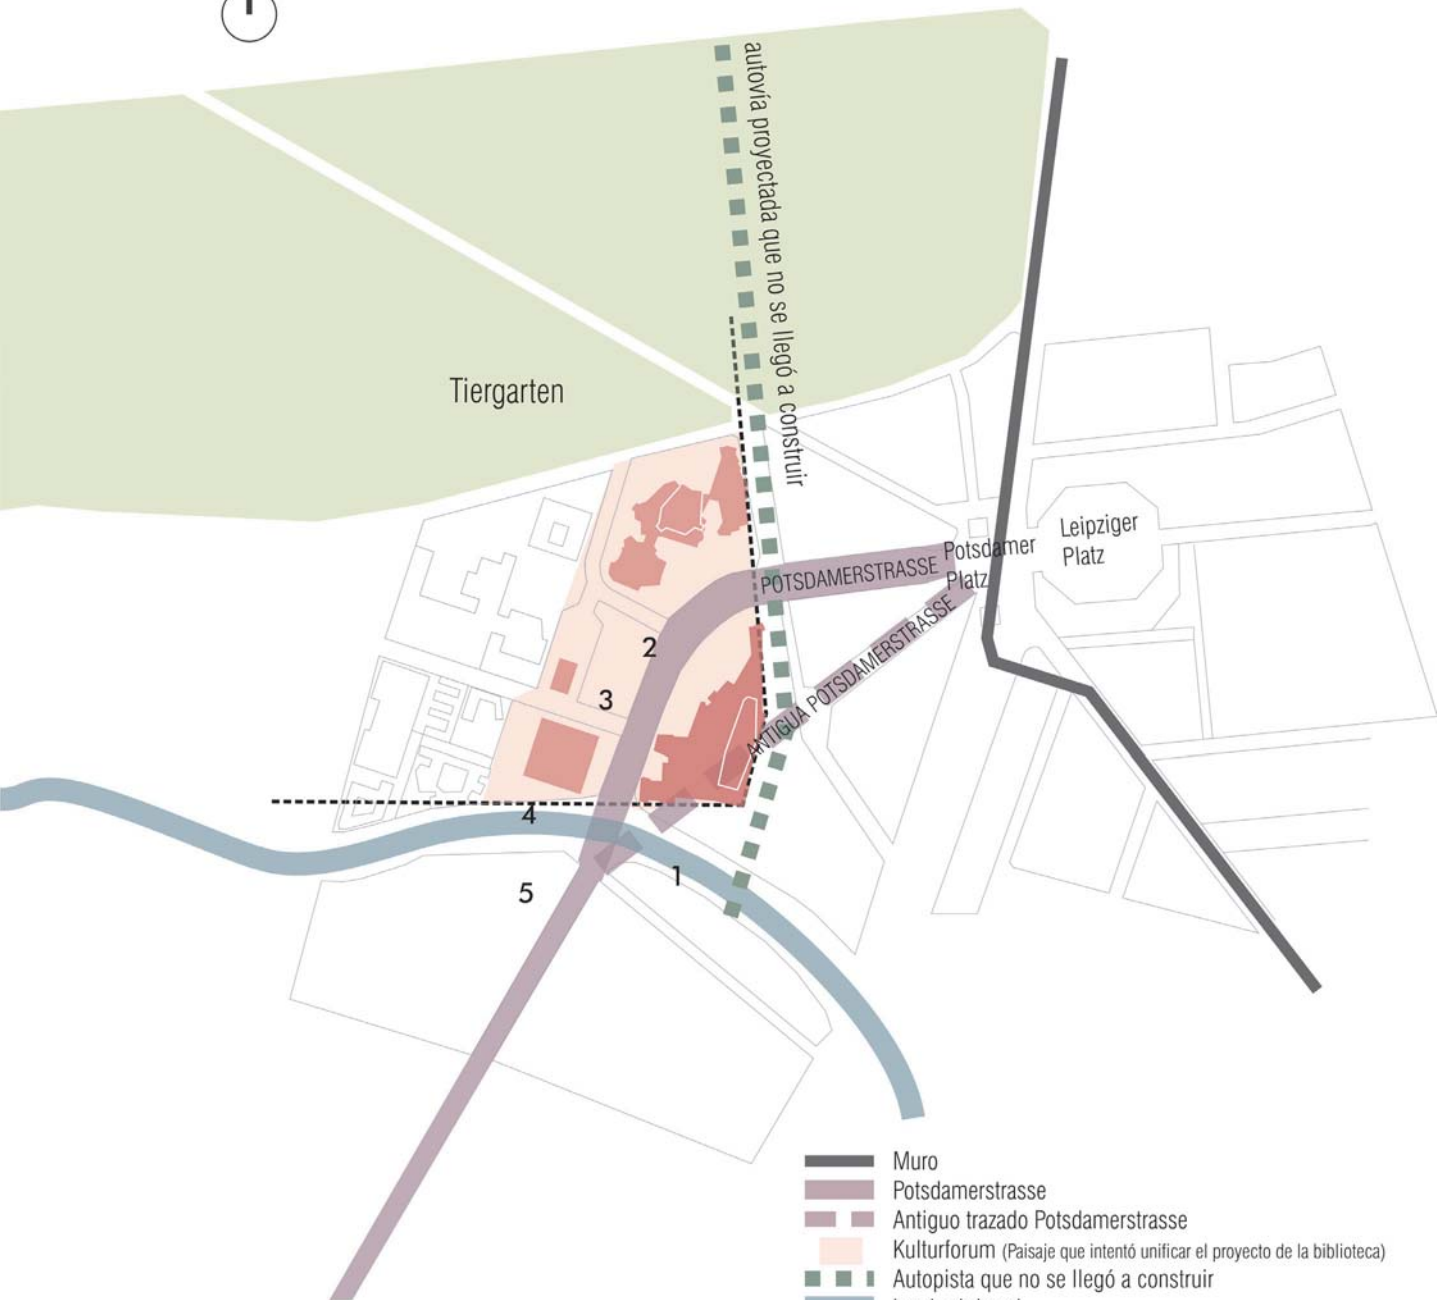 autovía proyectada que no se llegó a construir
Tiergarten
Leipziger
Platz
Potsdamer
Platz
POTSDAMERSTRASSE
ANTIGUA POTSDAMERSTRASSE
2
3
4
1
5
Muro
Potsdamerstrasse
Antiguo trazado Potsdamerstrasse
Kulturforum (Paisaje que intentó unificar el proyecto de la biblioteca)
Autopista que no se llegó a construir